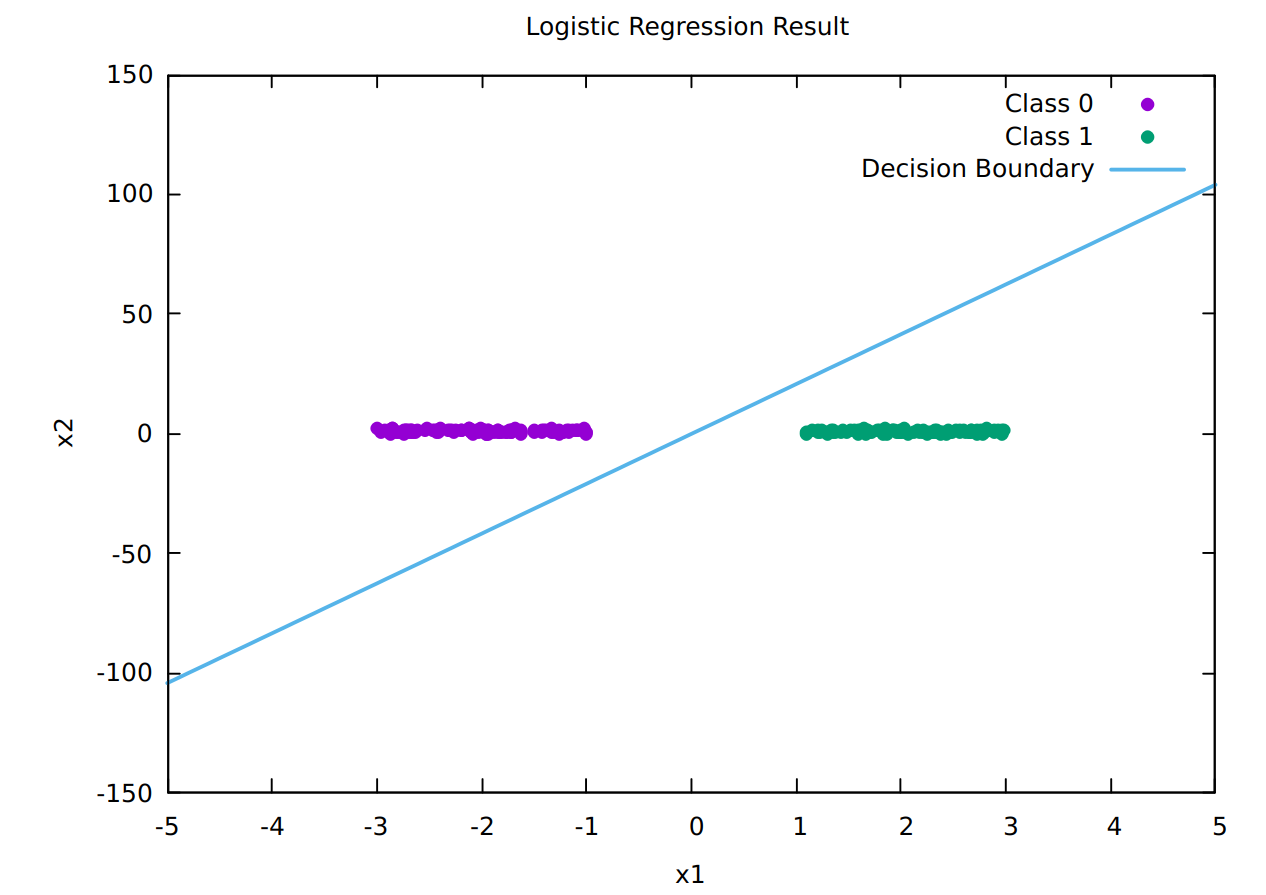 Logistic Regression Result
150
Class 0
Class 1
Decision Boundary
100
50
x2
0
-50
-100
-150
-5 -4 -3 -2 -1 0 1 2 3 4 5
x1